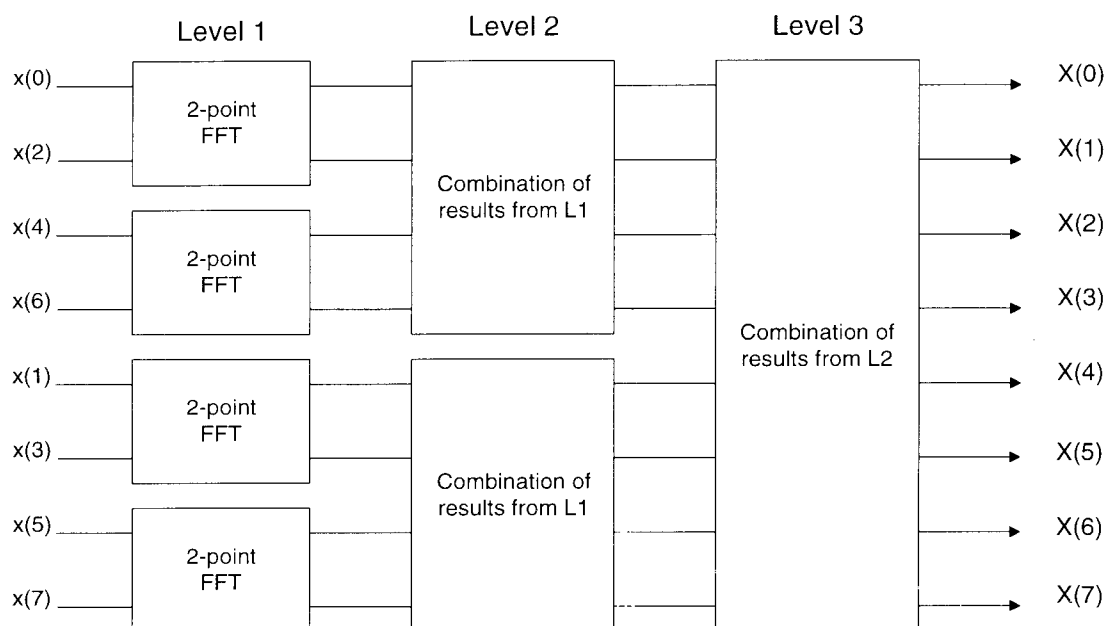 Level 1
Level 2
Level 3
x(0)
x(2)
x(4)
x(6)
x(1)
x(3)
x(5)
x(7)
2-point
FFT
2-point
FFT
2-point
FFT
2-point
FFT
Combination of
results from L1
Combination of
results from L1
Combination of
results from L2
X(0)
X(1)
X(2)
X(3)
X(4)
X(5)
X(6)
X(7)